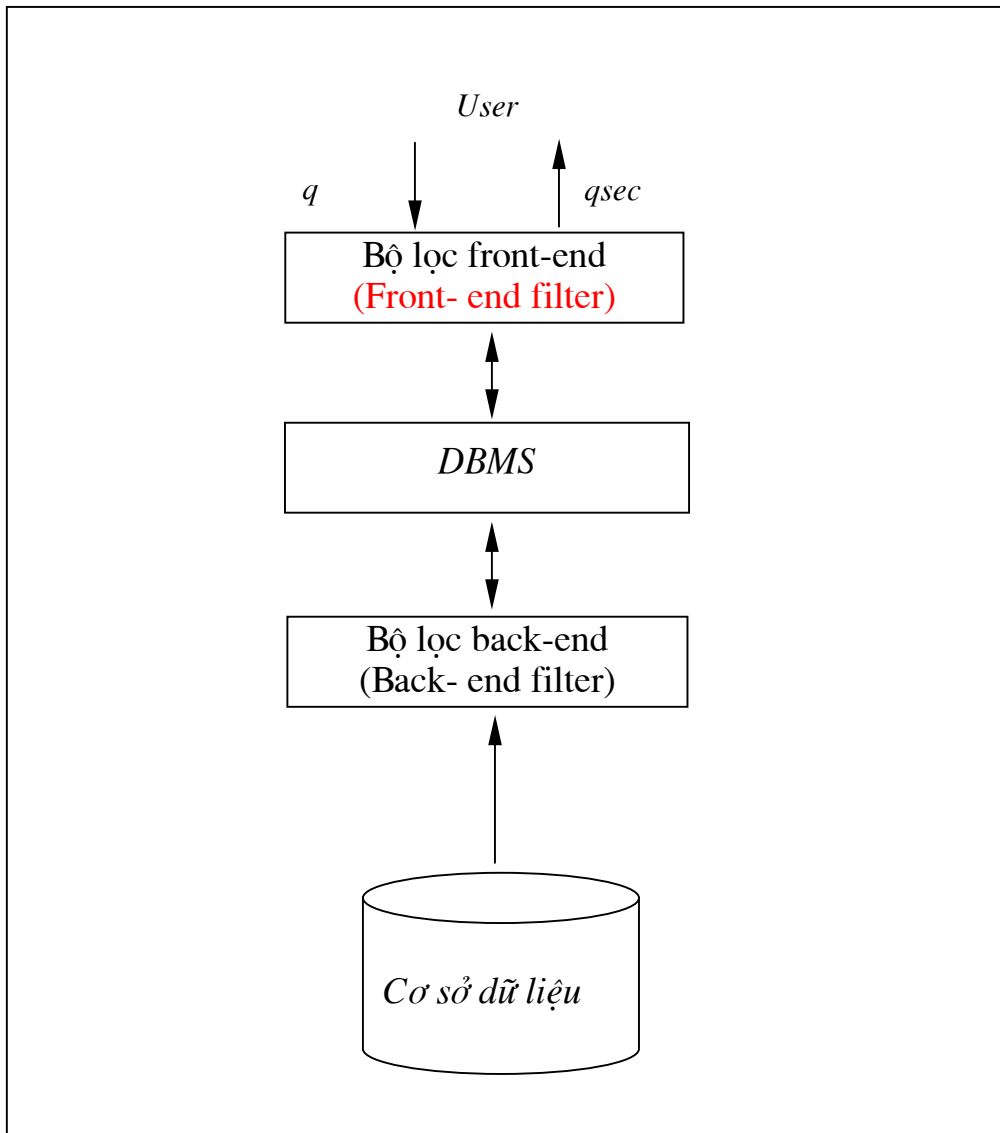 User
q
qsec
Bộ lọc front-end
(Front- end filter)
DBMS
Bộ lọc back-end
(Back- end filter)
Cơ sở dữ liệu